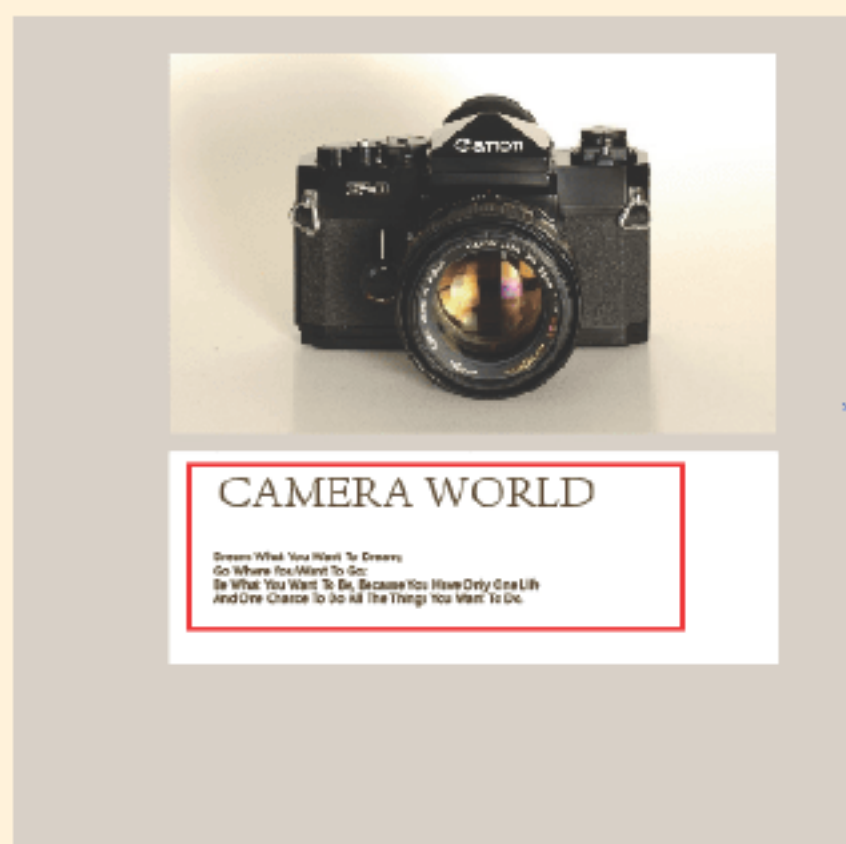 Canon
CAMERA WORLD
Dream What You Want To Dream;
Go Where You Want To Go;
Be What You Want To Be, Because You Have Only One Life
And One Chance To Do All The Things You Want To Do.